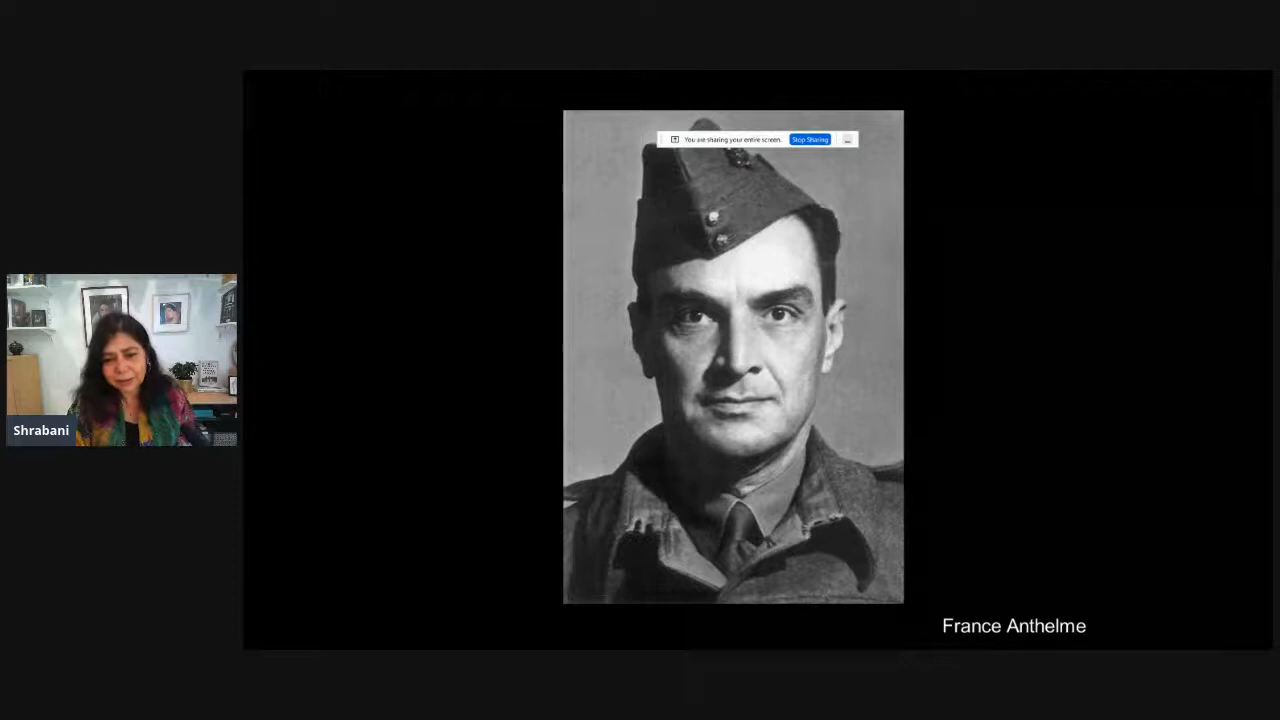 You are sharing your entire screen.
Stop Sharing
Shrabani
France Anthelme